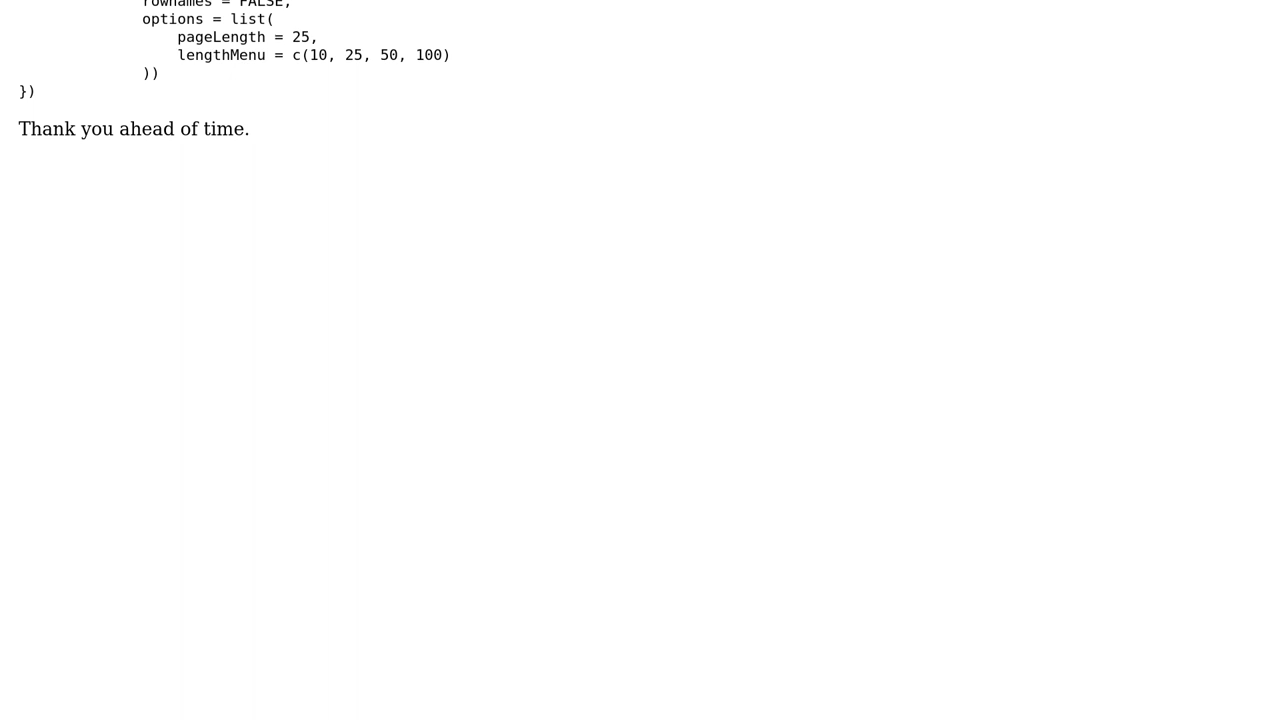 rownames = FALSE,
options = list(
pageLength = 25,
lengthMenu = c(10, 25, 50, 100)
))
})
Thank you ahead of time.